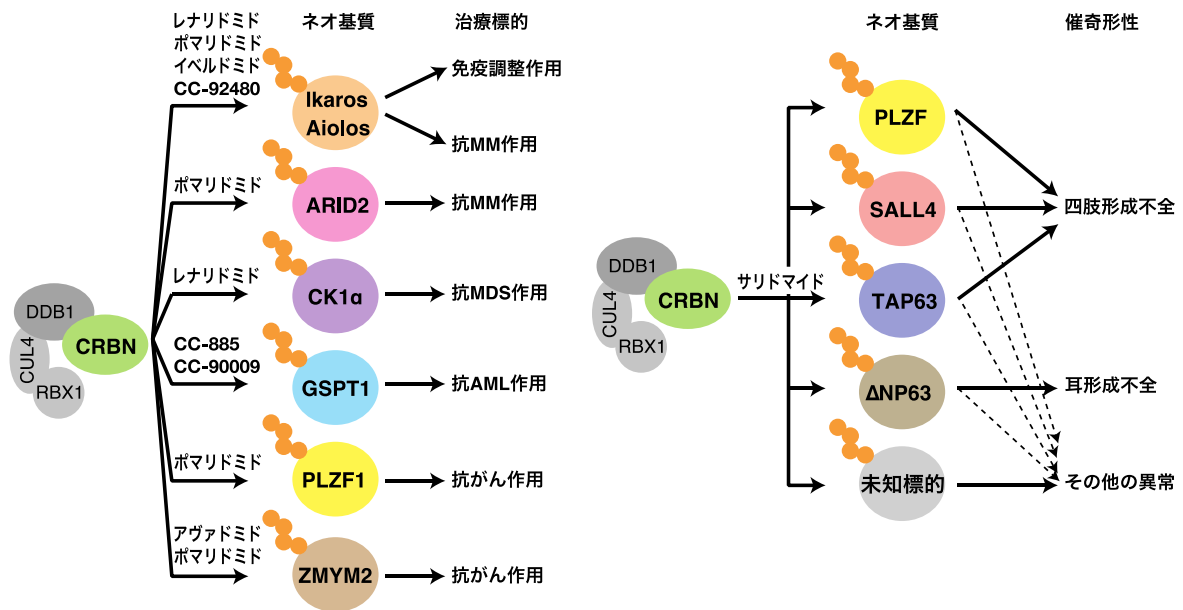 レナリドミド
ポマリドミド
イベルドミド
CC-92480
ネオ基質
治療標的
Ikaros
Aiolos
免疫調整作用
抗MM作用
ポマリドミド
ARID2
抗MM作用
レナリドミド
CK1α
抗MDS作用
DDB1
CUL4
RBX1
CRBN
CC-885
CC-90009
GSPT1
抗AML作用
ポマリドミド
PLZF1
抗がん作用
アヴァドミド
ポマリドミド
ZMYM2
抗がん作用
ネオ基質
催奇形性
PLZF
SALL4
四肢形成不全
DDB1
CUL4
RBX1
CRBN
サリドマイド
TAP63
ΔNP63
耳形成不全
未知標的
その他の異常